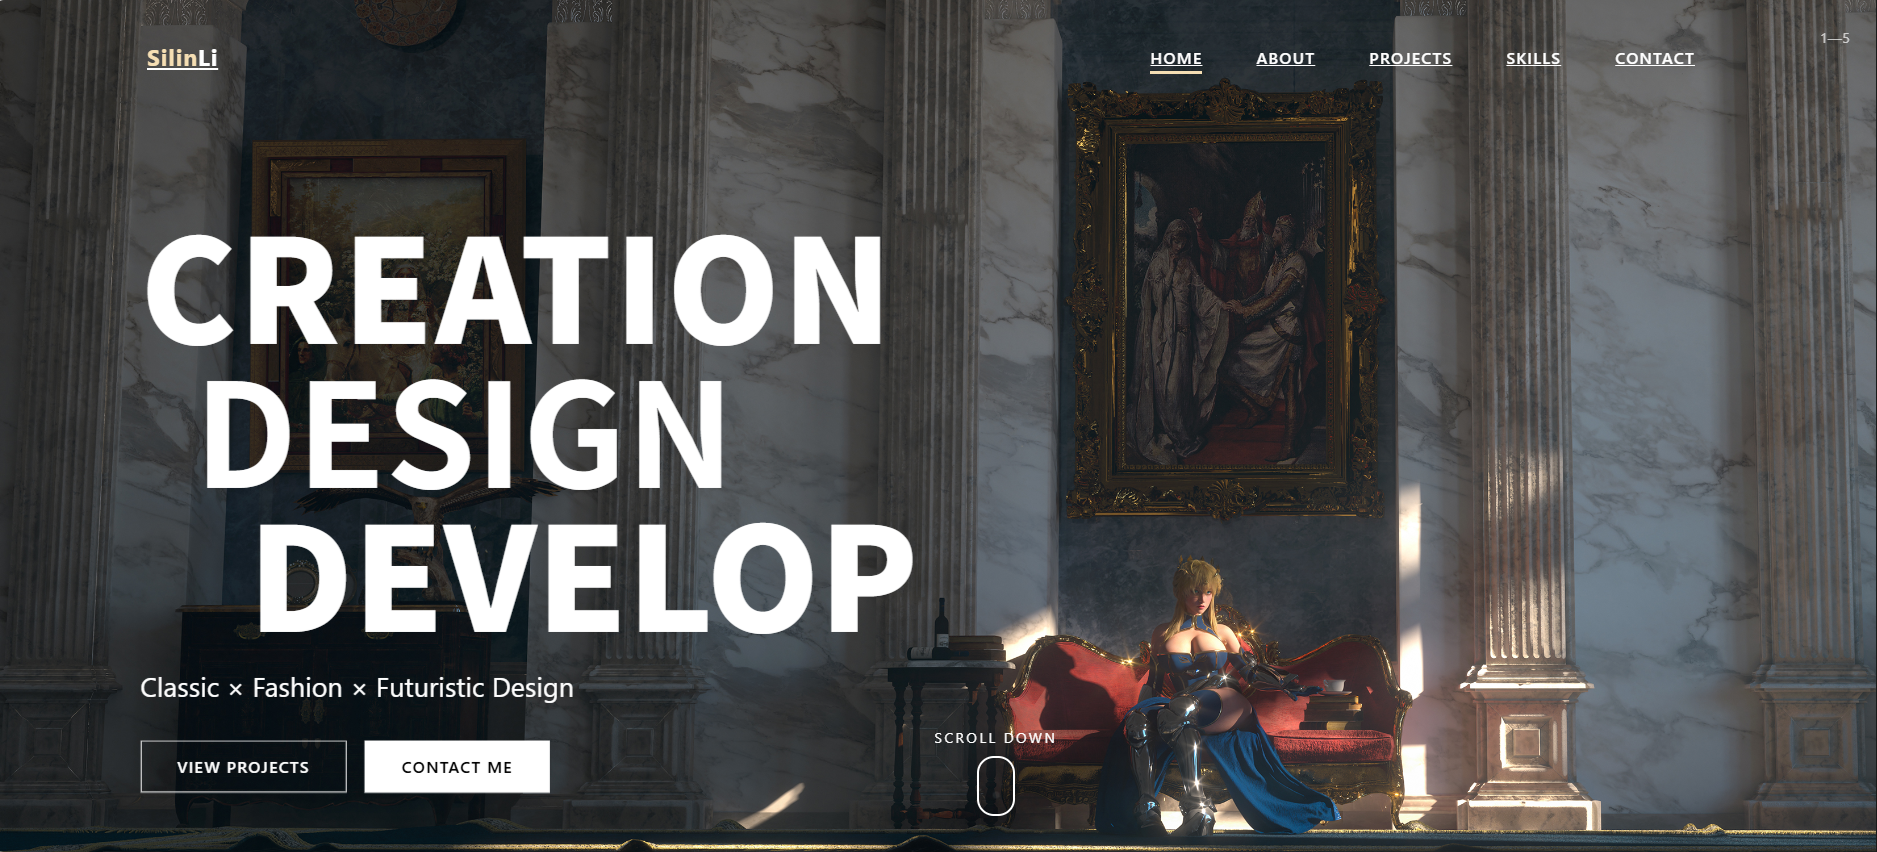 SilinLi
HOME
ABOUT
PROJECTS
SKILLS
CONTACT
1—5
CREATION
DESIGN
DEVELOP
Classic × Fashion × Futuristic Design
VIEW PROJECTS
CONTACT ME
SCROLL DOWN